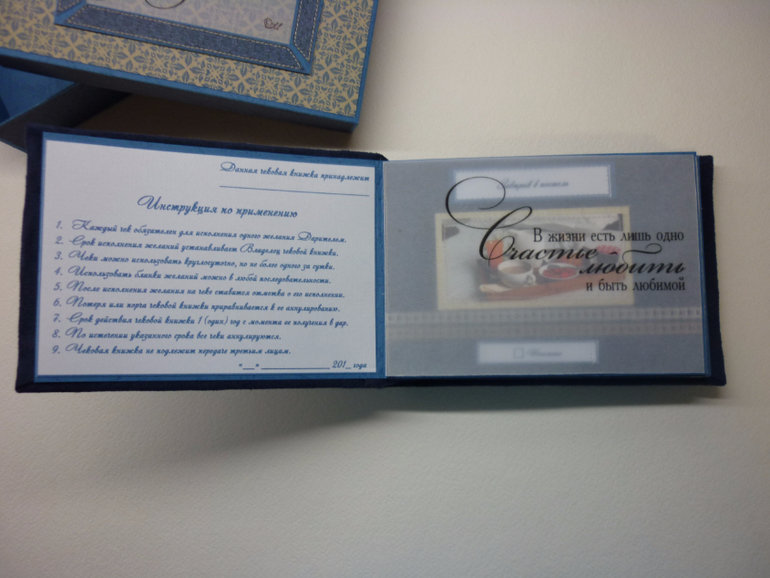 Данная чековая книжка принадлежит
Инструкция по применению
1. Каждый чек обязателен для исполнения одного желания Дарителем.
2. Срок исполнения желаний устанавливает Владелец чековой книжки.
3. Чеки можно использовать круглосуточно, но не более одного за сутки.
4. Использовать бланки желаний можно в любой последовательности.
5. После исполнения желания на чеке ставится отметка о его исполнении.
6. Потеря или порча чековой книжки приравнивается к ее аннулированию.
7. Срок действия чековой книжки 1 (один) год с момента ее получения в дар.
8. По истечении указанного срока все чеки аннулируются.
9. Чековая книжка не подлежит передаче третьим лицам.
«__» ______________ 201_ года
В жизни есть лишь одно
Счастье любить
и быть любимой